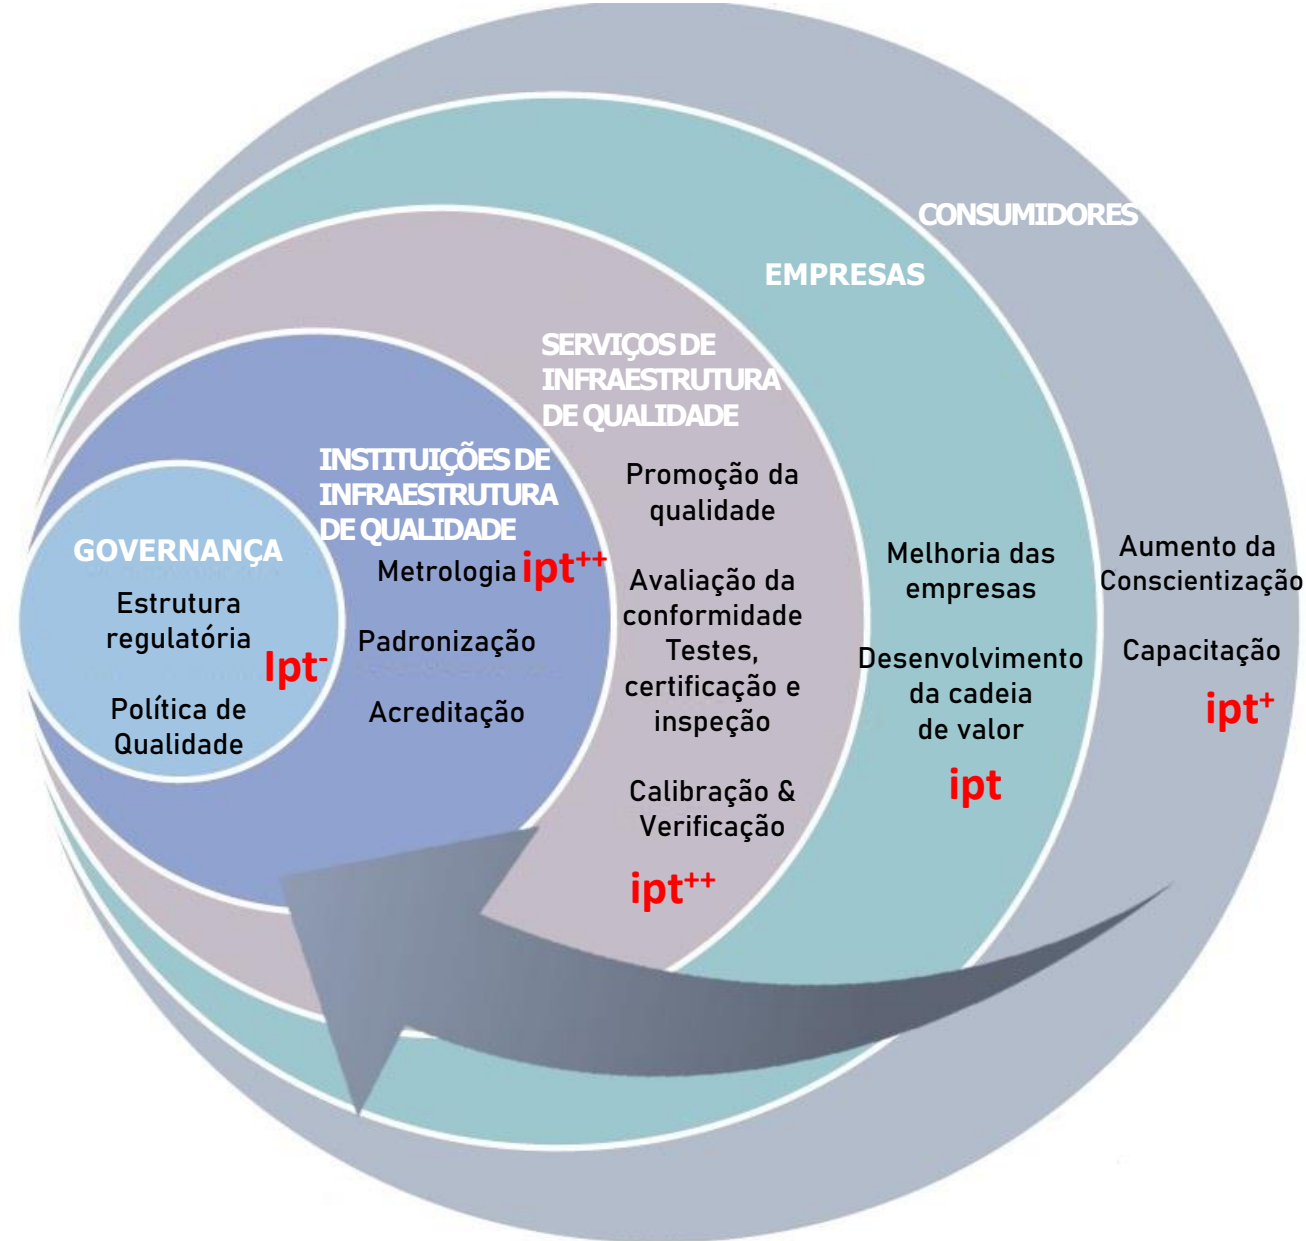 CONSUMIDORES
EMPRESAS
SERVIÇOS DE
INFRAESTRUTURA
DE QUALIDADE
INSTITUIÇÕES DE
INFRAESTRUTURA
DE QUALIDADE
GOVERNANÇA
Estrutura
regulatória
Ipt⁻
Política de
Qualidade
Metrologia ipt⁺⁺
Padronização
Acreditação
Promoção da
qualidade
Avaliação da
conformidade
Testes,
certificação e
inspeção
Calibração &
Verificação
ipt⁺⁺
Melhoria das
empresas
Desenvolvimento
da cadeia
de valor
ipt
Aumento da
Conscientização
Capacitação
ipt⁺